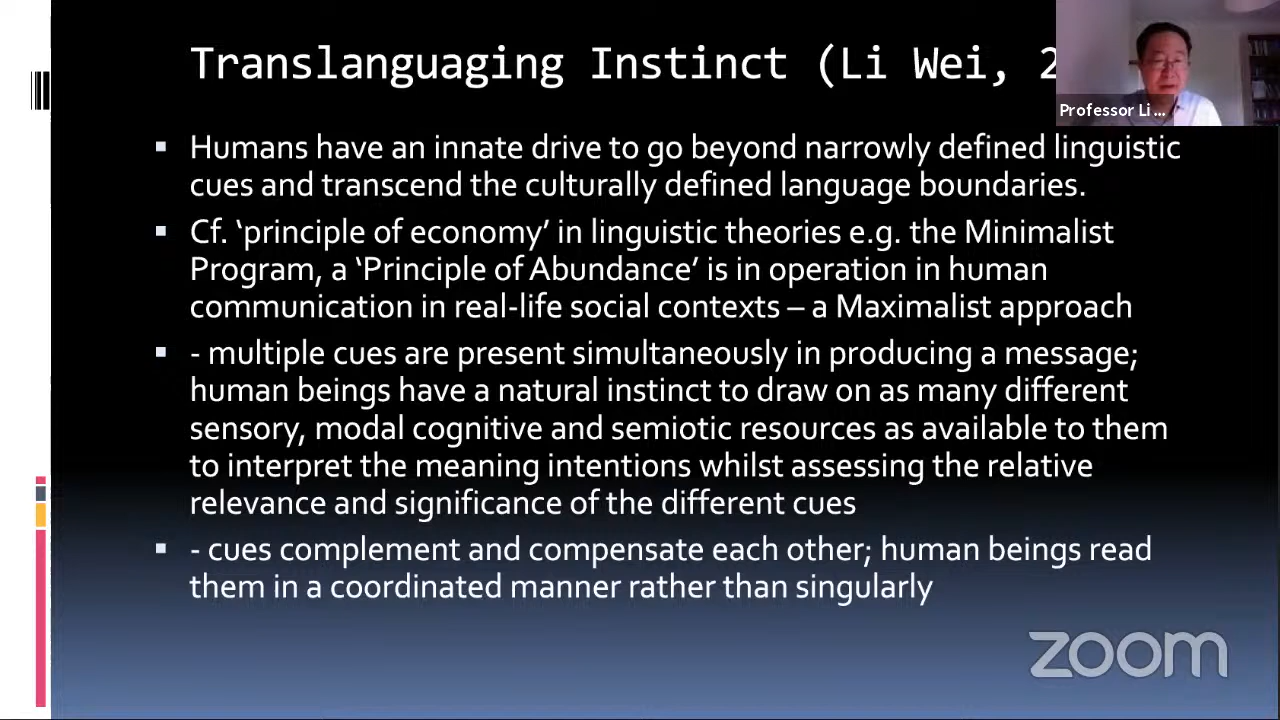 Translanguaging Instinct (Li Wei, 2
Professor Li ...
▪ Humans have an innate drive to go beyond narrowly defined linguistic
cues and transcend the culturally defined language boundaries.
▪ Cf. ‘principle of economy’ in linguistic theories e.g. the Minimalist
Program, a ‘Principle of Abundance’ is in operation in human
communication in real-life social contexts – a Maximalist approach
▪ - multiple cues are present simultaneously in producing a message;
human beings have a natural instinct to draw on as many different
sensory, modal cognitive and semiotic resources as available to them
to interpret the meaning intentions whilst assessing the relative
relevance and significance of the different cues
▪ - cues complement and compensate each other; human beings read
them in a coordinated manner rather than singularly
zoom